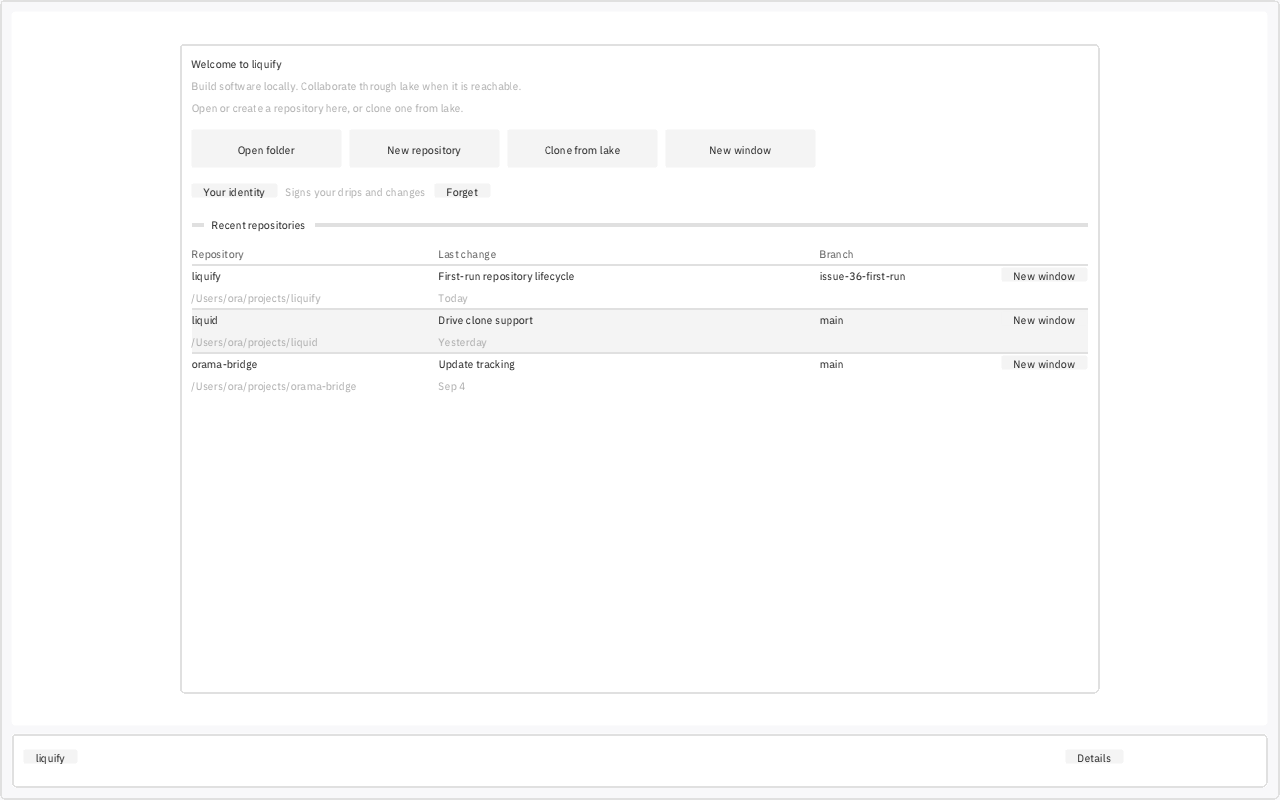 Welcome to liquify
Build software locally. Collaborate through lake when it is reachable.
Open or create a repository here, or clone one from lake.
Open folder New repository Clone from lake New window
Your identity Signs your drips and changes Forget
Recent repositories
Repository Last change Branch
liquify First-run repository lifecycle issue-36-first-run New window
/Users/ora/projects/liquify Today
liquid Drive clone support main New window
/Users/ora/projects/liquid Yesterday
orama-bridge Update tracking main New window
/Users/ora/projects/orama-bridge Sep 4
liquify Details